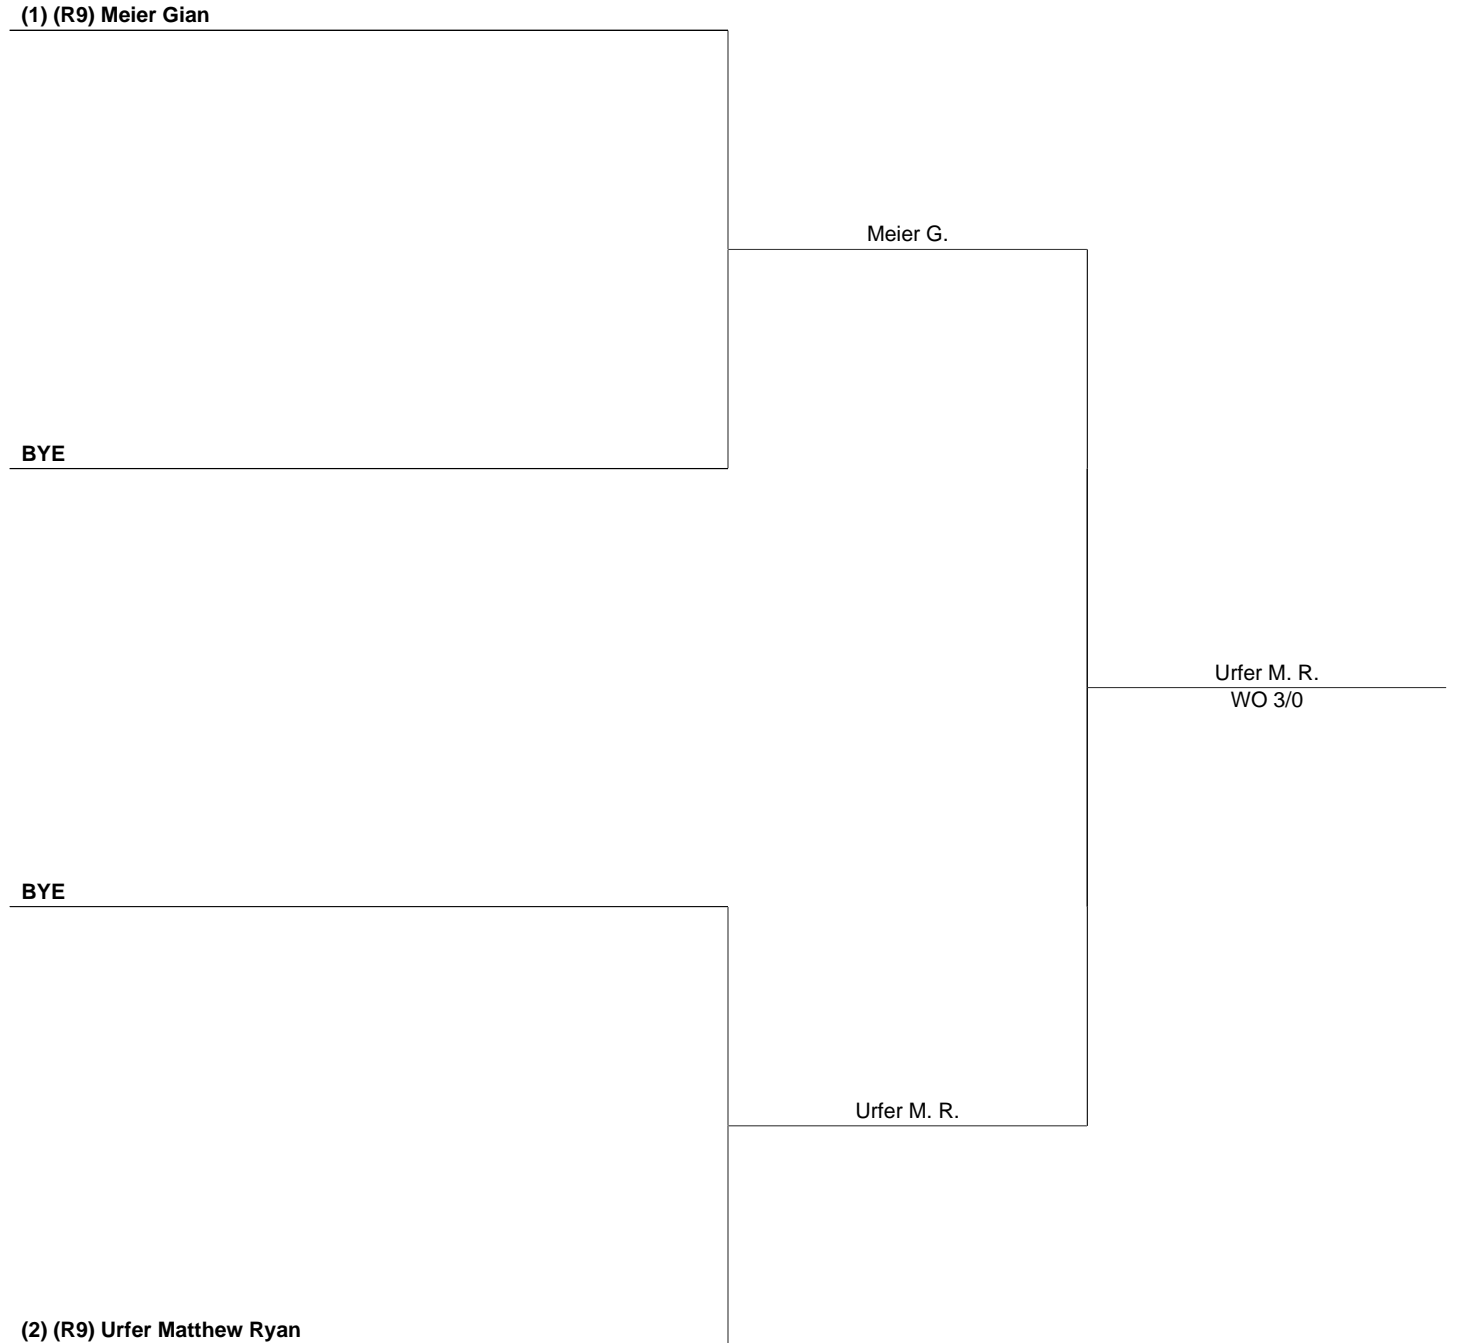 (1) (R9) Meier Gian
Meier G.
BYE
Urfer M. R.
WO 3/0
BYE
Urfer M. R.
(2) (R9) Urfer Matthew Ryan